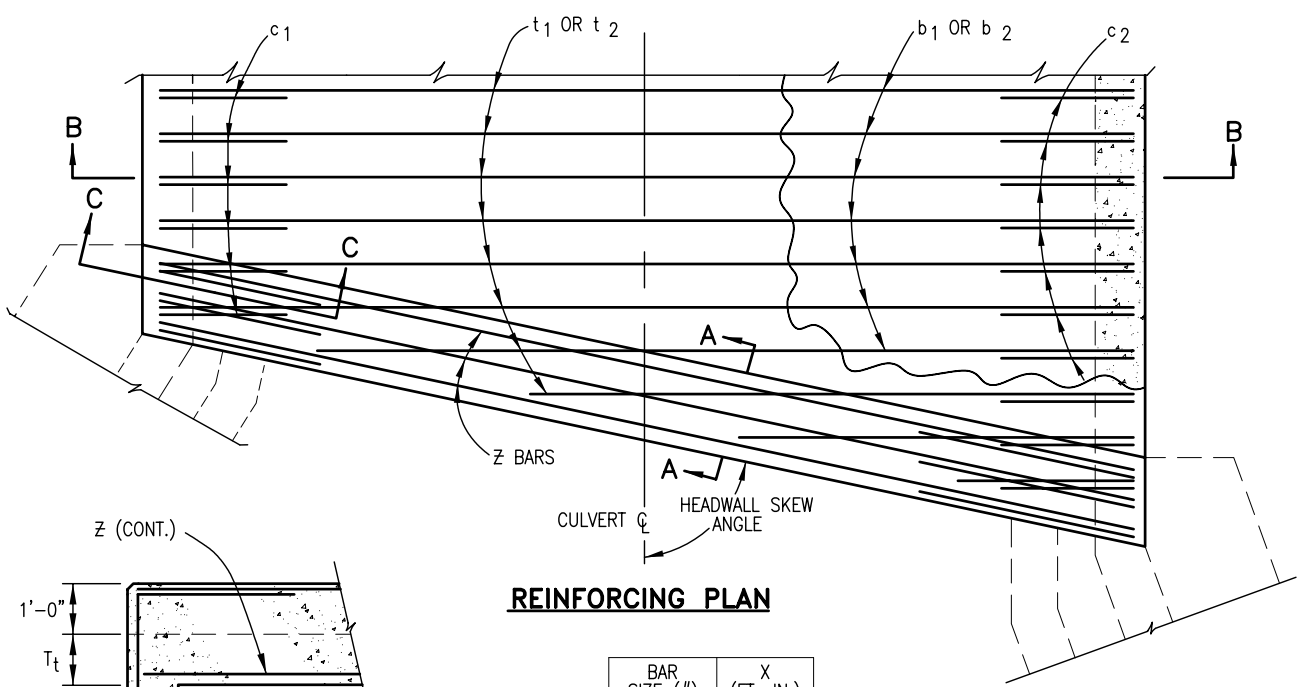 c1
t1 OR t2
b1 OR b2
c2
B
B
C
C
A
A
Z BARS
CULVERT ℄
HEADWALL SKEW
ANGLE
Z (CONT.)
REINFORCING PLAN
1'-0"
Tt
BAR
X
SIZE (#)
(FT.-IN.)